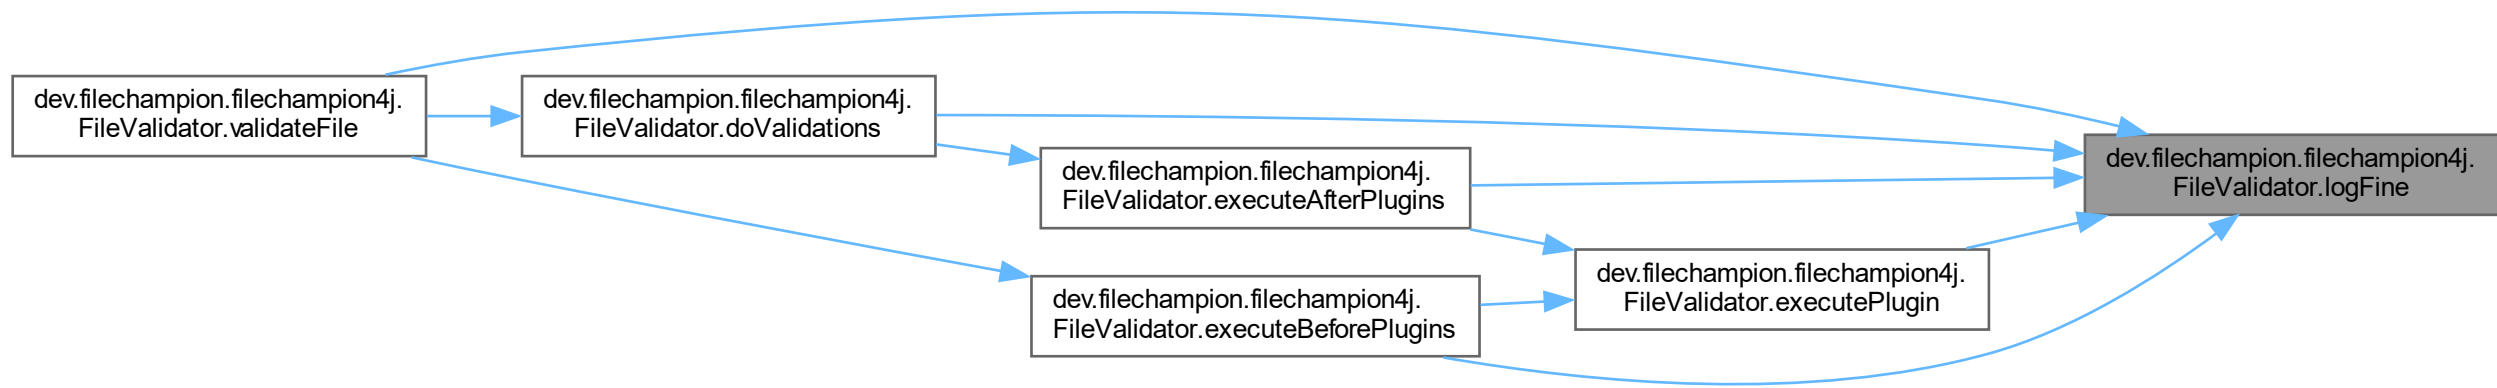 dev.filechampion.filechampion4j.
FileValidator.validateFile
dev.filechampion.filechampion4j.
FileValidator.doValidations
dev.filechampion.filechampion4j.
FileValidator.executeAfterPlugins
dev.filechampion.filechampion4j.
FileValidator.executeBeforePlugins
dev.filechampion.filechampion4j.
FileValidator.executePlugin
dev.filechampion.filechampion4j.
FileValidator.logFine